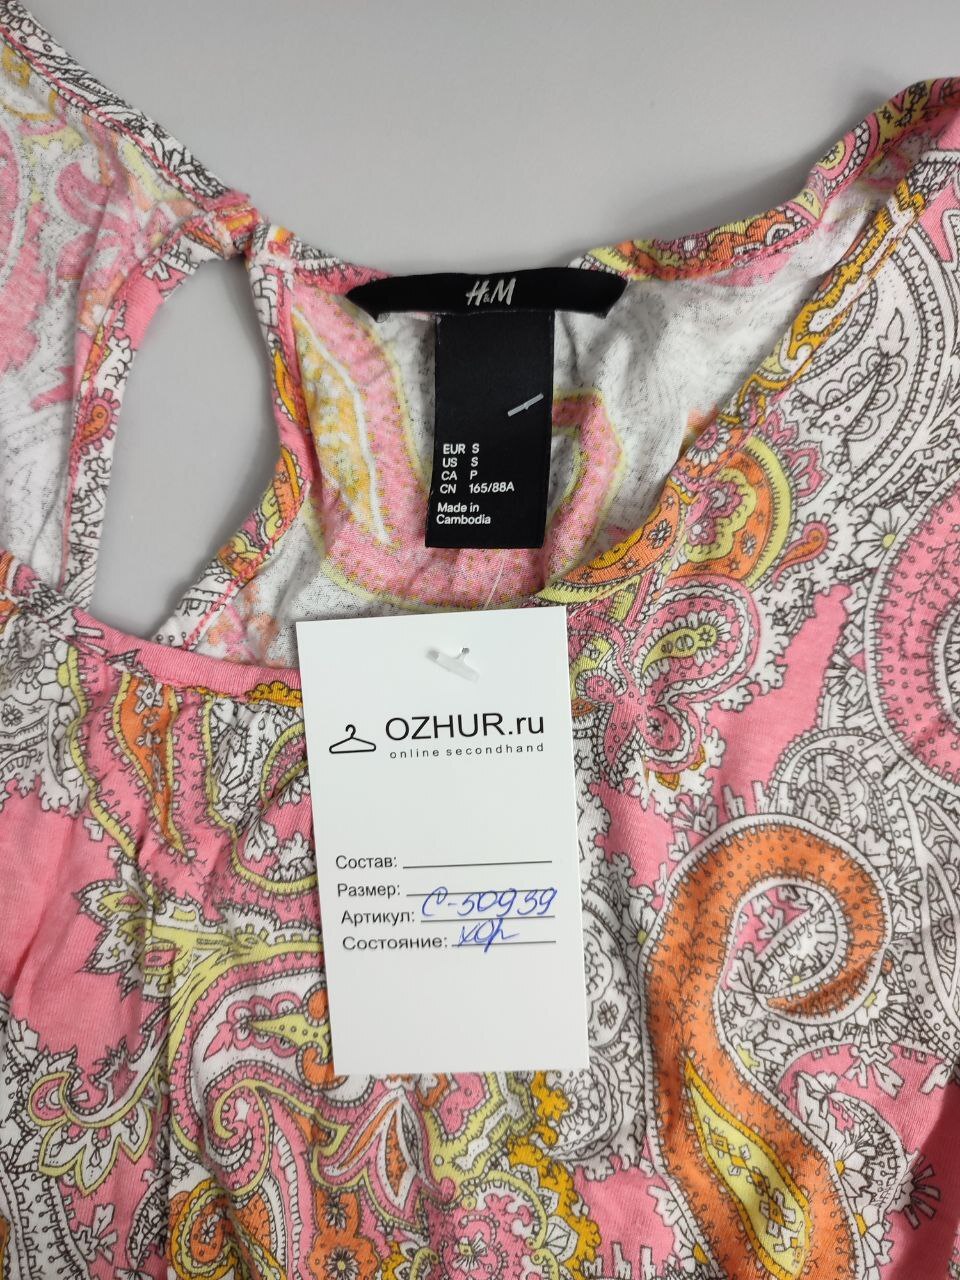 H&M
EUR S
US S
CA P
CN 165/88A
Made in
Cambodia
OZHUR.ru
online secondhand
Состав:
Размер:
Артикул: С-50939
Состояние: хор